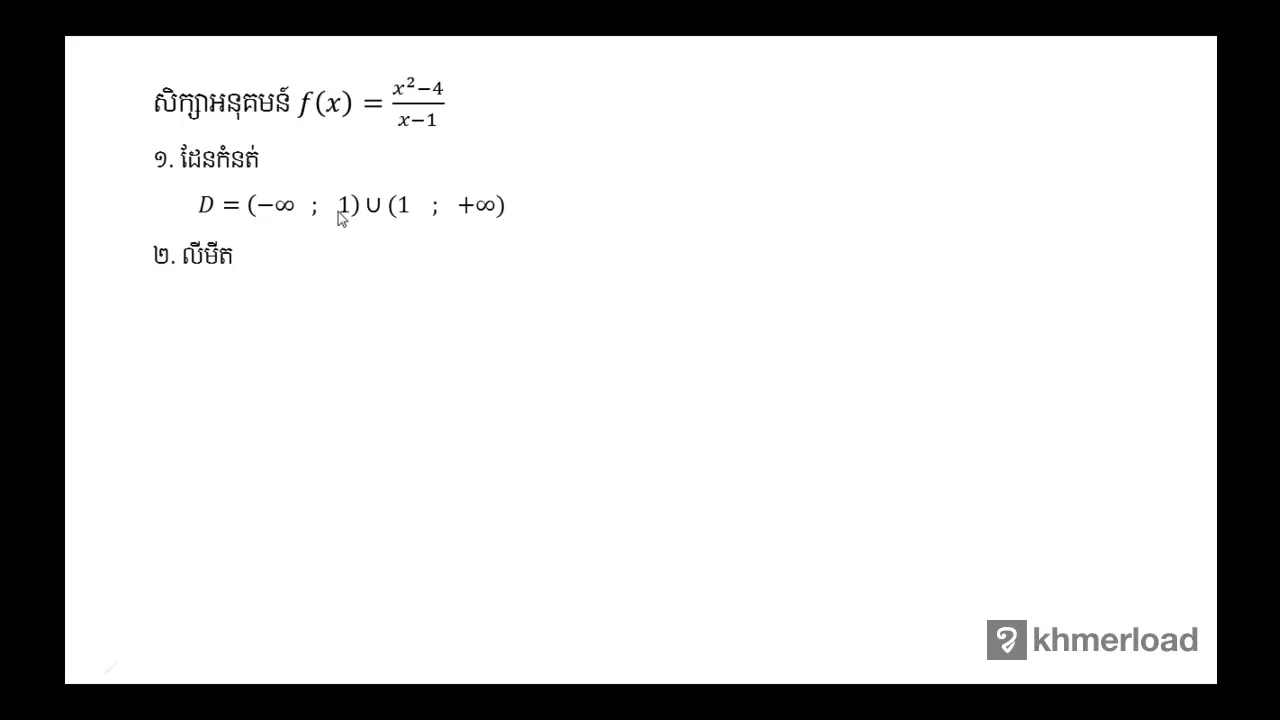 សិក្សាអនុគមន៍ f(x) = \frac{x²−4}{x−1}
១. ដែនកំនត់
D = (−∞ ; 1) ∪ (1 ; +∞)
២. លីមីត
khmerload